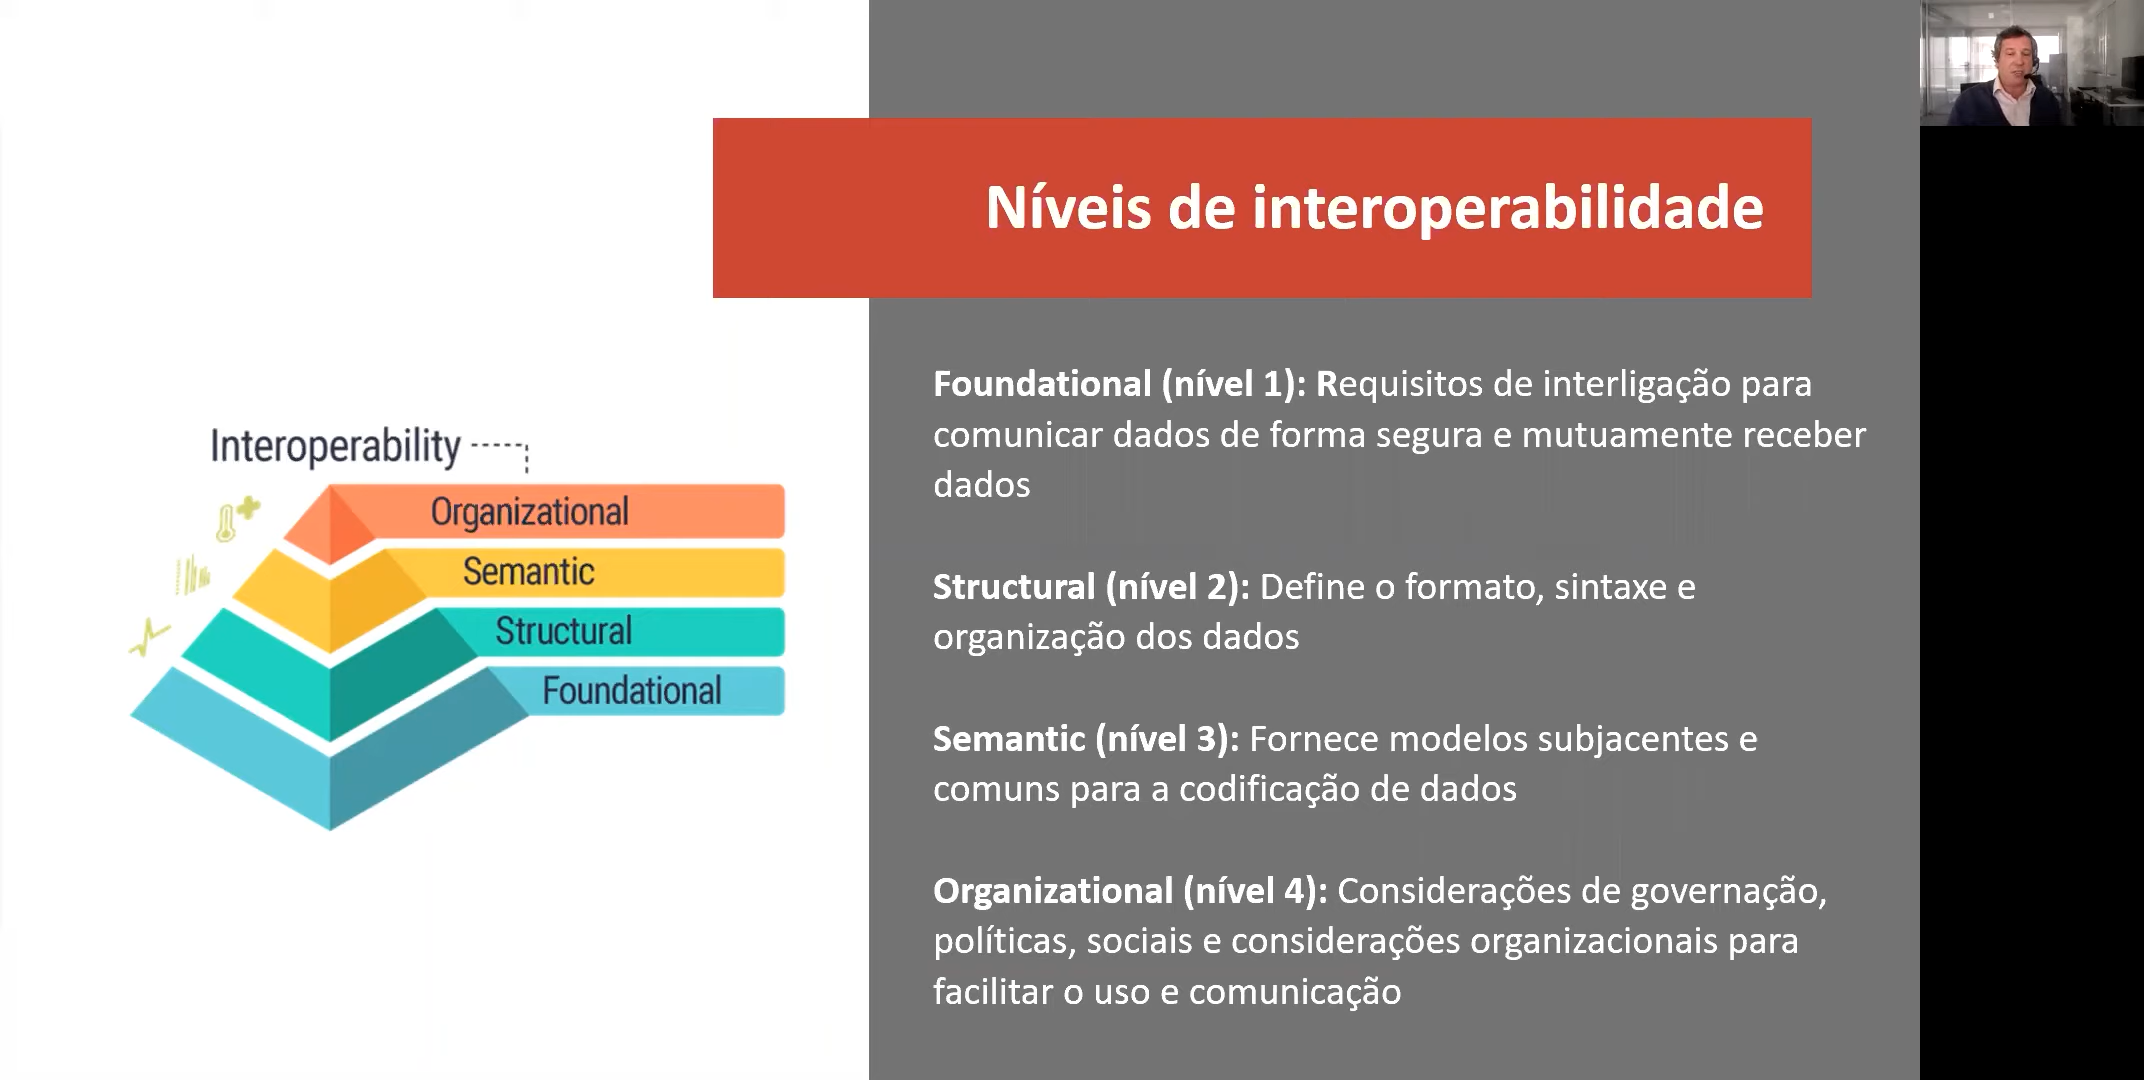 Níveis de interoperabilidade
Interoperability
Organizational
Semantic
Structural
Foundational
Foundational (nível 1): Requisitos de interligação para
comunicar dados de forma segura e mutuamente receber
dados
Structural (nível 2): Define o formato, sintaxe e
organização dos dados
Semantic (nível 3): Fornece modelos subjacentes e
comuns para a codificação de dados
Organizational (nível 4): Considerações de governação,
políticas, sociais e considerações organizacionais para
facilitar o uso e comunicação